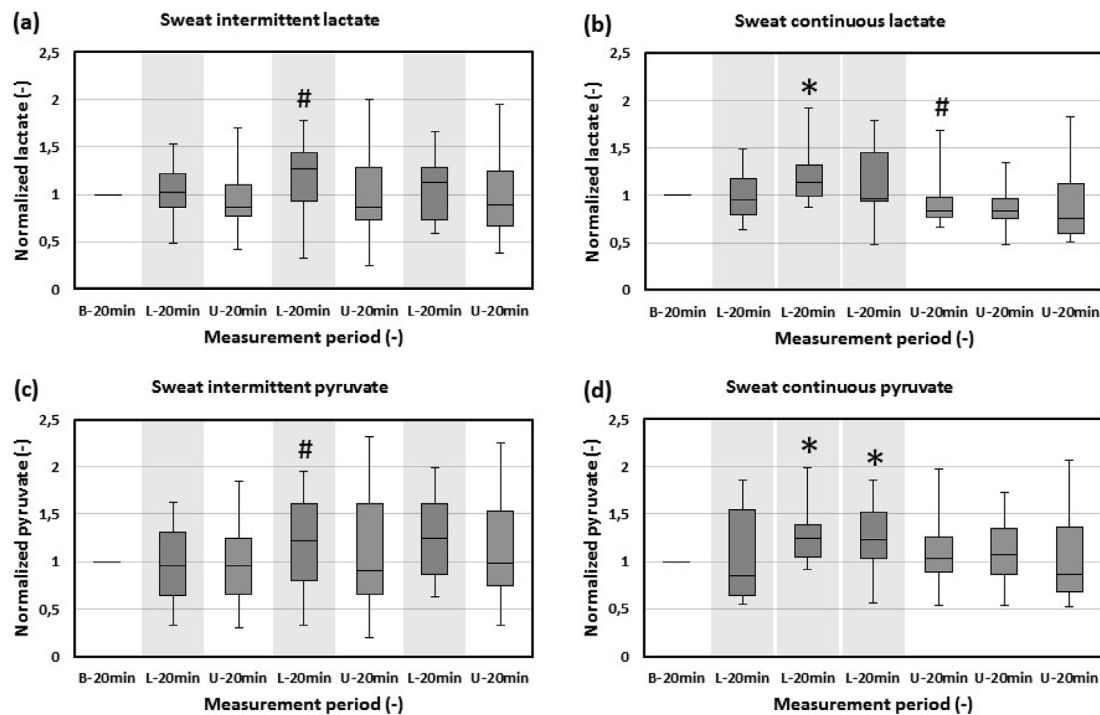 (a) Sweat intermittent lactate
2,5
2
1,5
1
0,5
0
Normalized lactate (-)
#
B-20min L-20min U-20min L-20min U-20min L-20min U-20min
Measurement period (-)
(b) Sweat continuous lactate
2,5
2
1,5
1
0,5
0
Normalized lactate (-)
* #
B-20min L-20min L-20min L-20min U-20min U-20min U-20min
Measurement period (-)
(c) Sweat intermittent pyruvate
2,5
2
1,5
1
0,5
0
Normalized pyruvate (-)
#
B-20min L-20min U-20min L-20min U-20min L-20min U-20min
Measurement period (-)
(d) Sweat continuous pyruvate
2,5
2
1,5
1
0,5
0
Normalized pyruvate (-)
* *
B-20min L-20min L-20min L-20min U-20min U-20min U-20min
Measurement period (-)